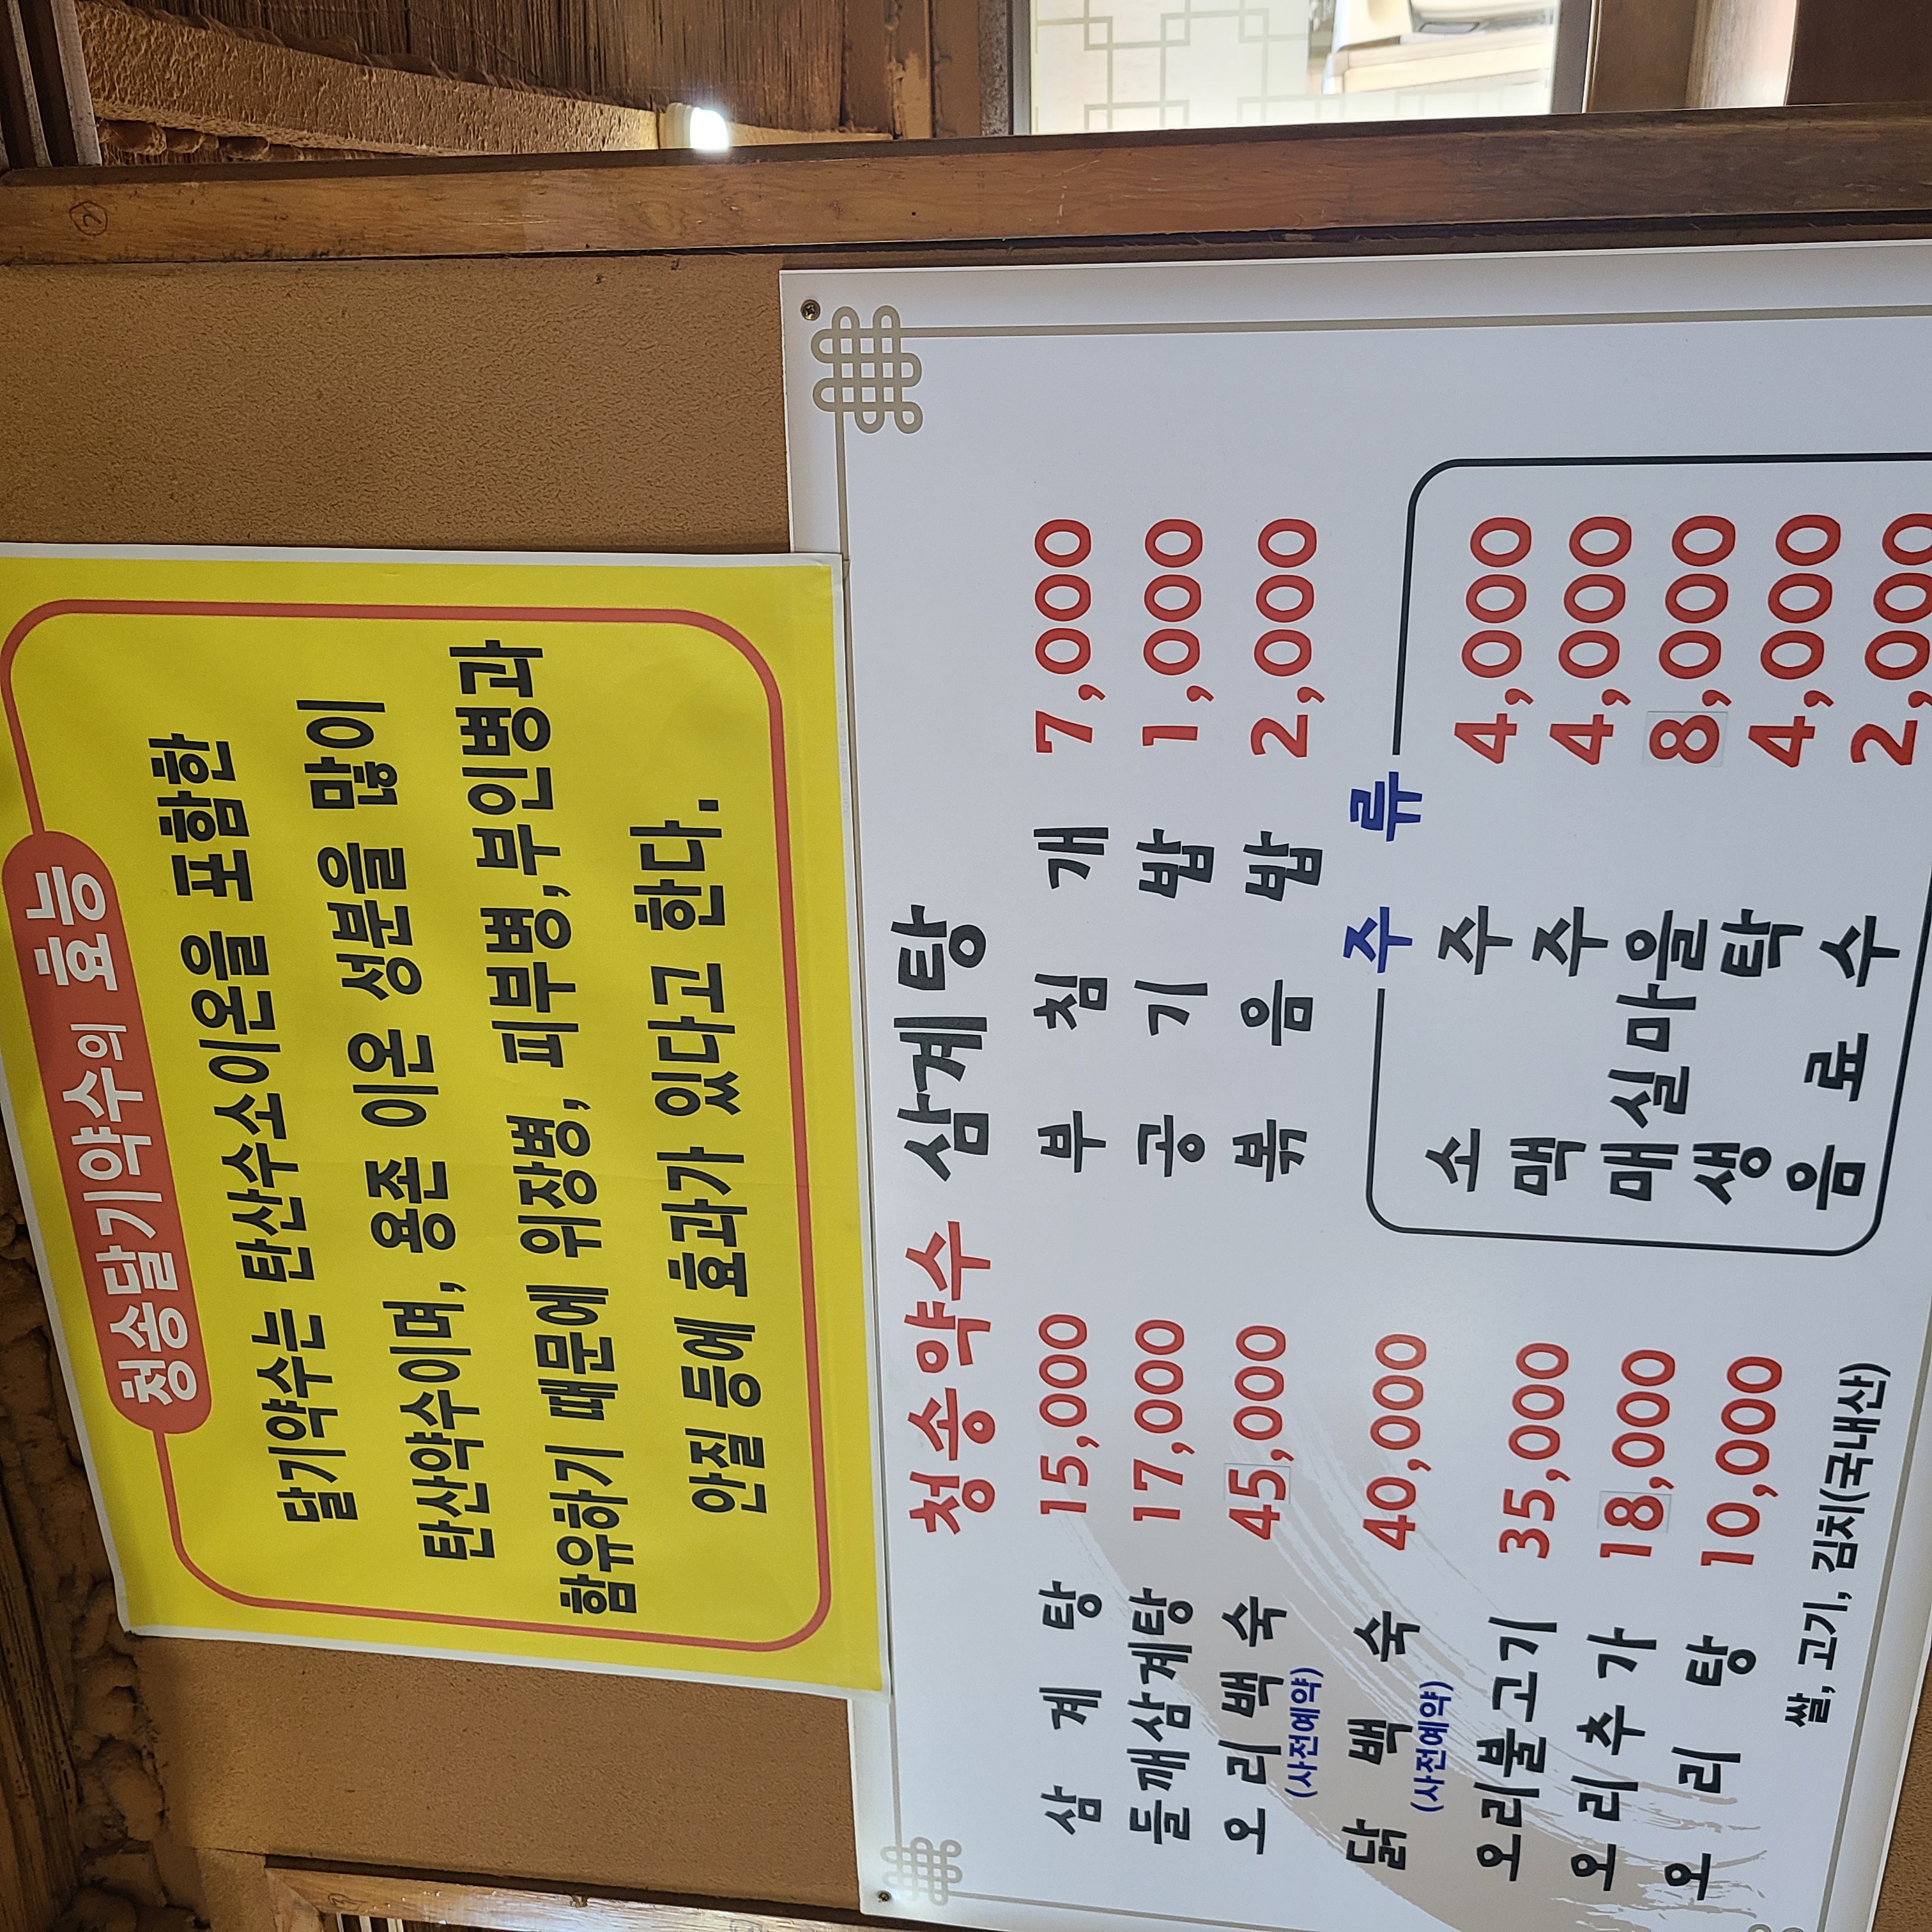 청송달기약수의 효능
달기약수는 탄산수소이온을 포함한
탄산약수이며, 용존 이온 성분을 많이
함유하기 때문에 위장병, 피부병,부인병과
안질 등에 효과가 있다고 한다.
청송약수 삼계탕
삼 계 탕 15,000
들깨삼계탕 17,000
오 리 백 숙 45,000
(사전예약)
닭 백 숙 40,000
(사전예약)
오리불고기 35,000
오 리 추 가 18,000
오 리 탕 10,000
쌀, 고기, 김치(국내산)
부 침 개 7,000
공 기 밥 1,000
볶 음 밥 2,000
주 류
소 주 4,000
맥 주 4,000
매실마을 8,000
생 탁 4,000
음 료 수 2,000